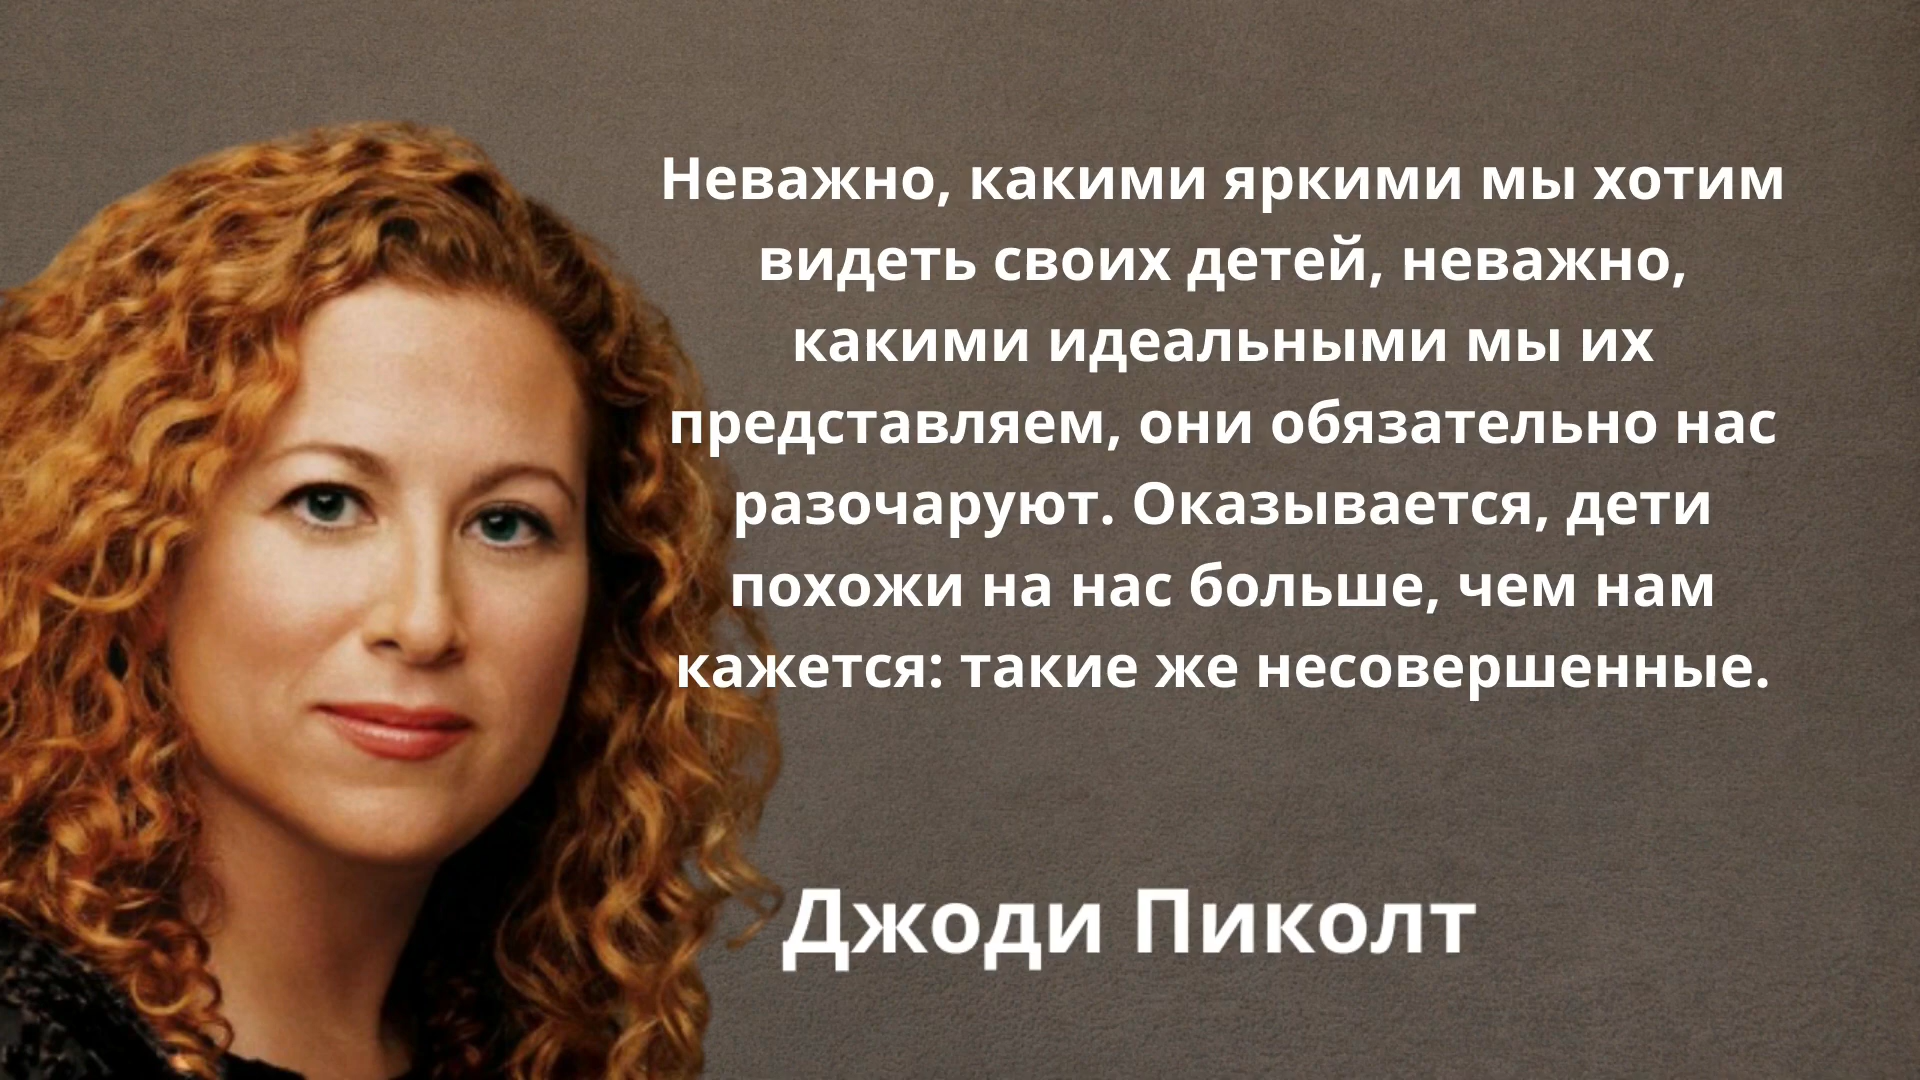 Неважно, какими яркими мы хотим
видеть своих детей, неважно,
какими идеальными мы их
представляем, они обязательно нас
разочаруют. Оказывается, дети
похожи на нас больше, чем нам
кажется: такие же несовершенные.
Джоди Пиколт